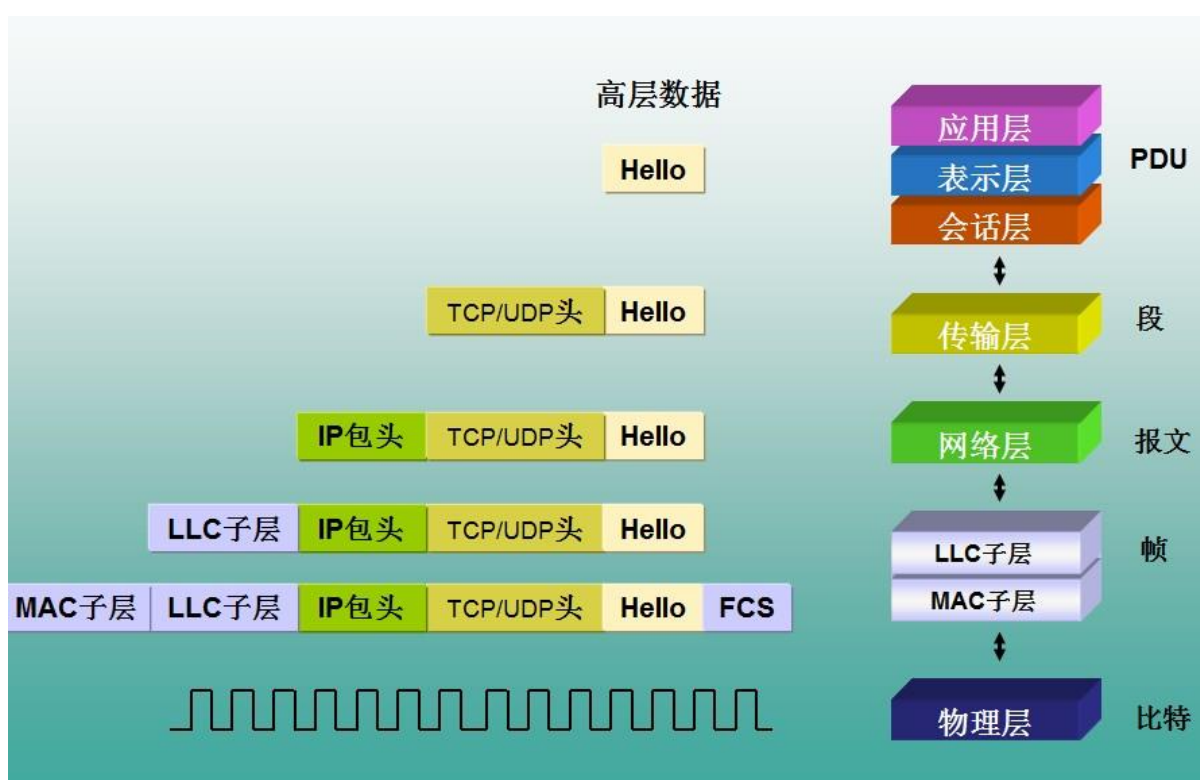 高层数据
应用层
Hello
表示层
PDU
会话层
TCP/UDP头 Hello
传输层
段
IP包头 TCP/UDP头 Hello
网络层
报文
LLC子层 IP包头 TCP/UDP头 Hello
LLC子层
帧
MAC子层 LLC子层 IP包头 TCP/UDP头 Hello FCS
MAC子层
物理层
比特